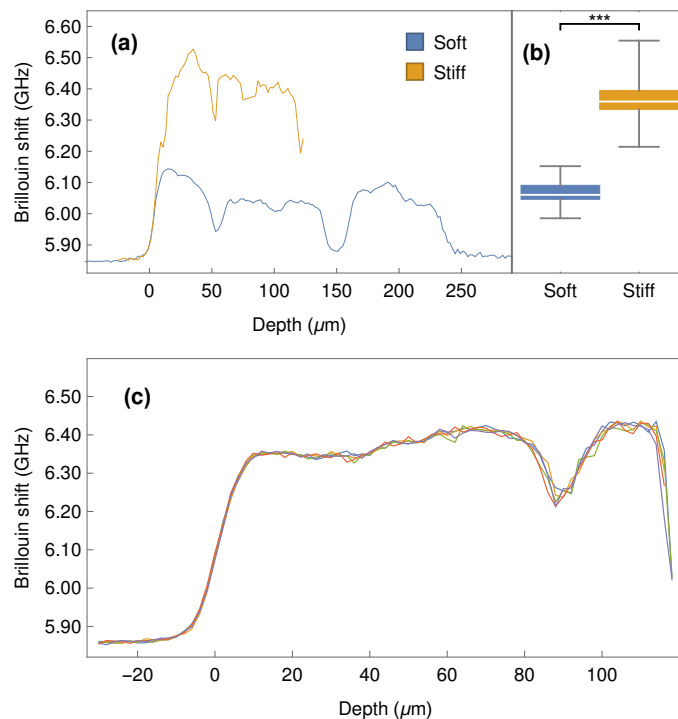 (a)
Soft
Stiff
(b)
***
Brillouin shift (GHz)
6.60
6.50
6.40
6.30
6.20
6.10
6.00
5.90
0
50
100
150
200
250
Depth (μm)
Soft
Stiff
(c)
Brillouin shift (GHz)
6.50
6.40
6.30
6.20
6.10
6.00
5.90
−20
0
20
40
60
80
100
Depth (μm)